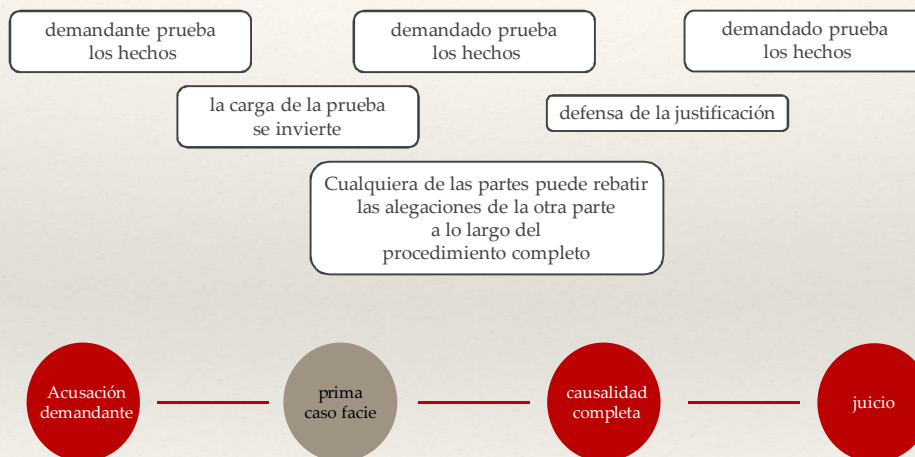 demandante prueba
los hechos
demandado prueba
los hechos
demandado prueba
los hechos
la carga de la prueba
se invierte
defensa de la justificación
Cualquiera de las partes puede rebatir
las alegaciones de la otra parte
a lo largo del
procedimiento completo
Acusación
demandante
prima
caso facie
causalidad
completa
juicio